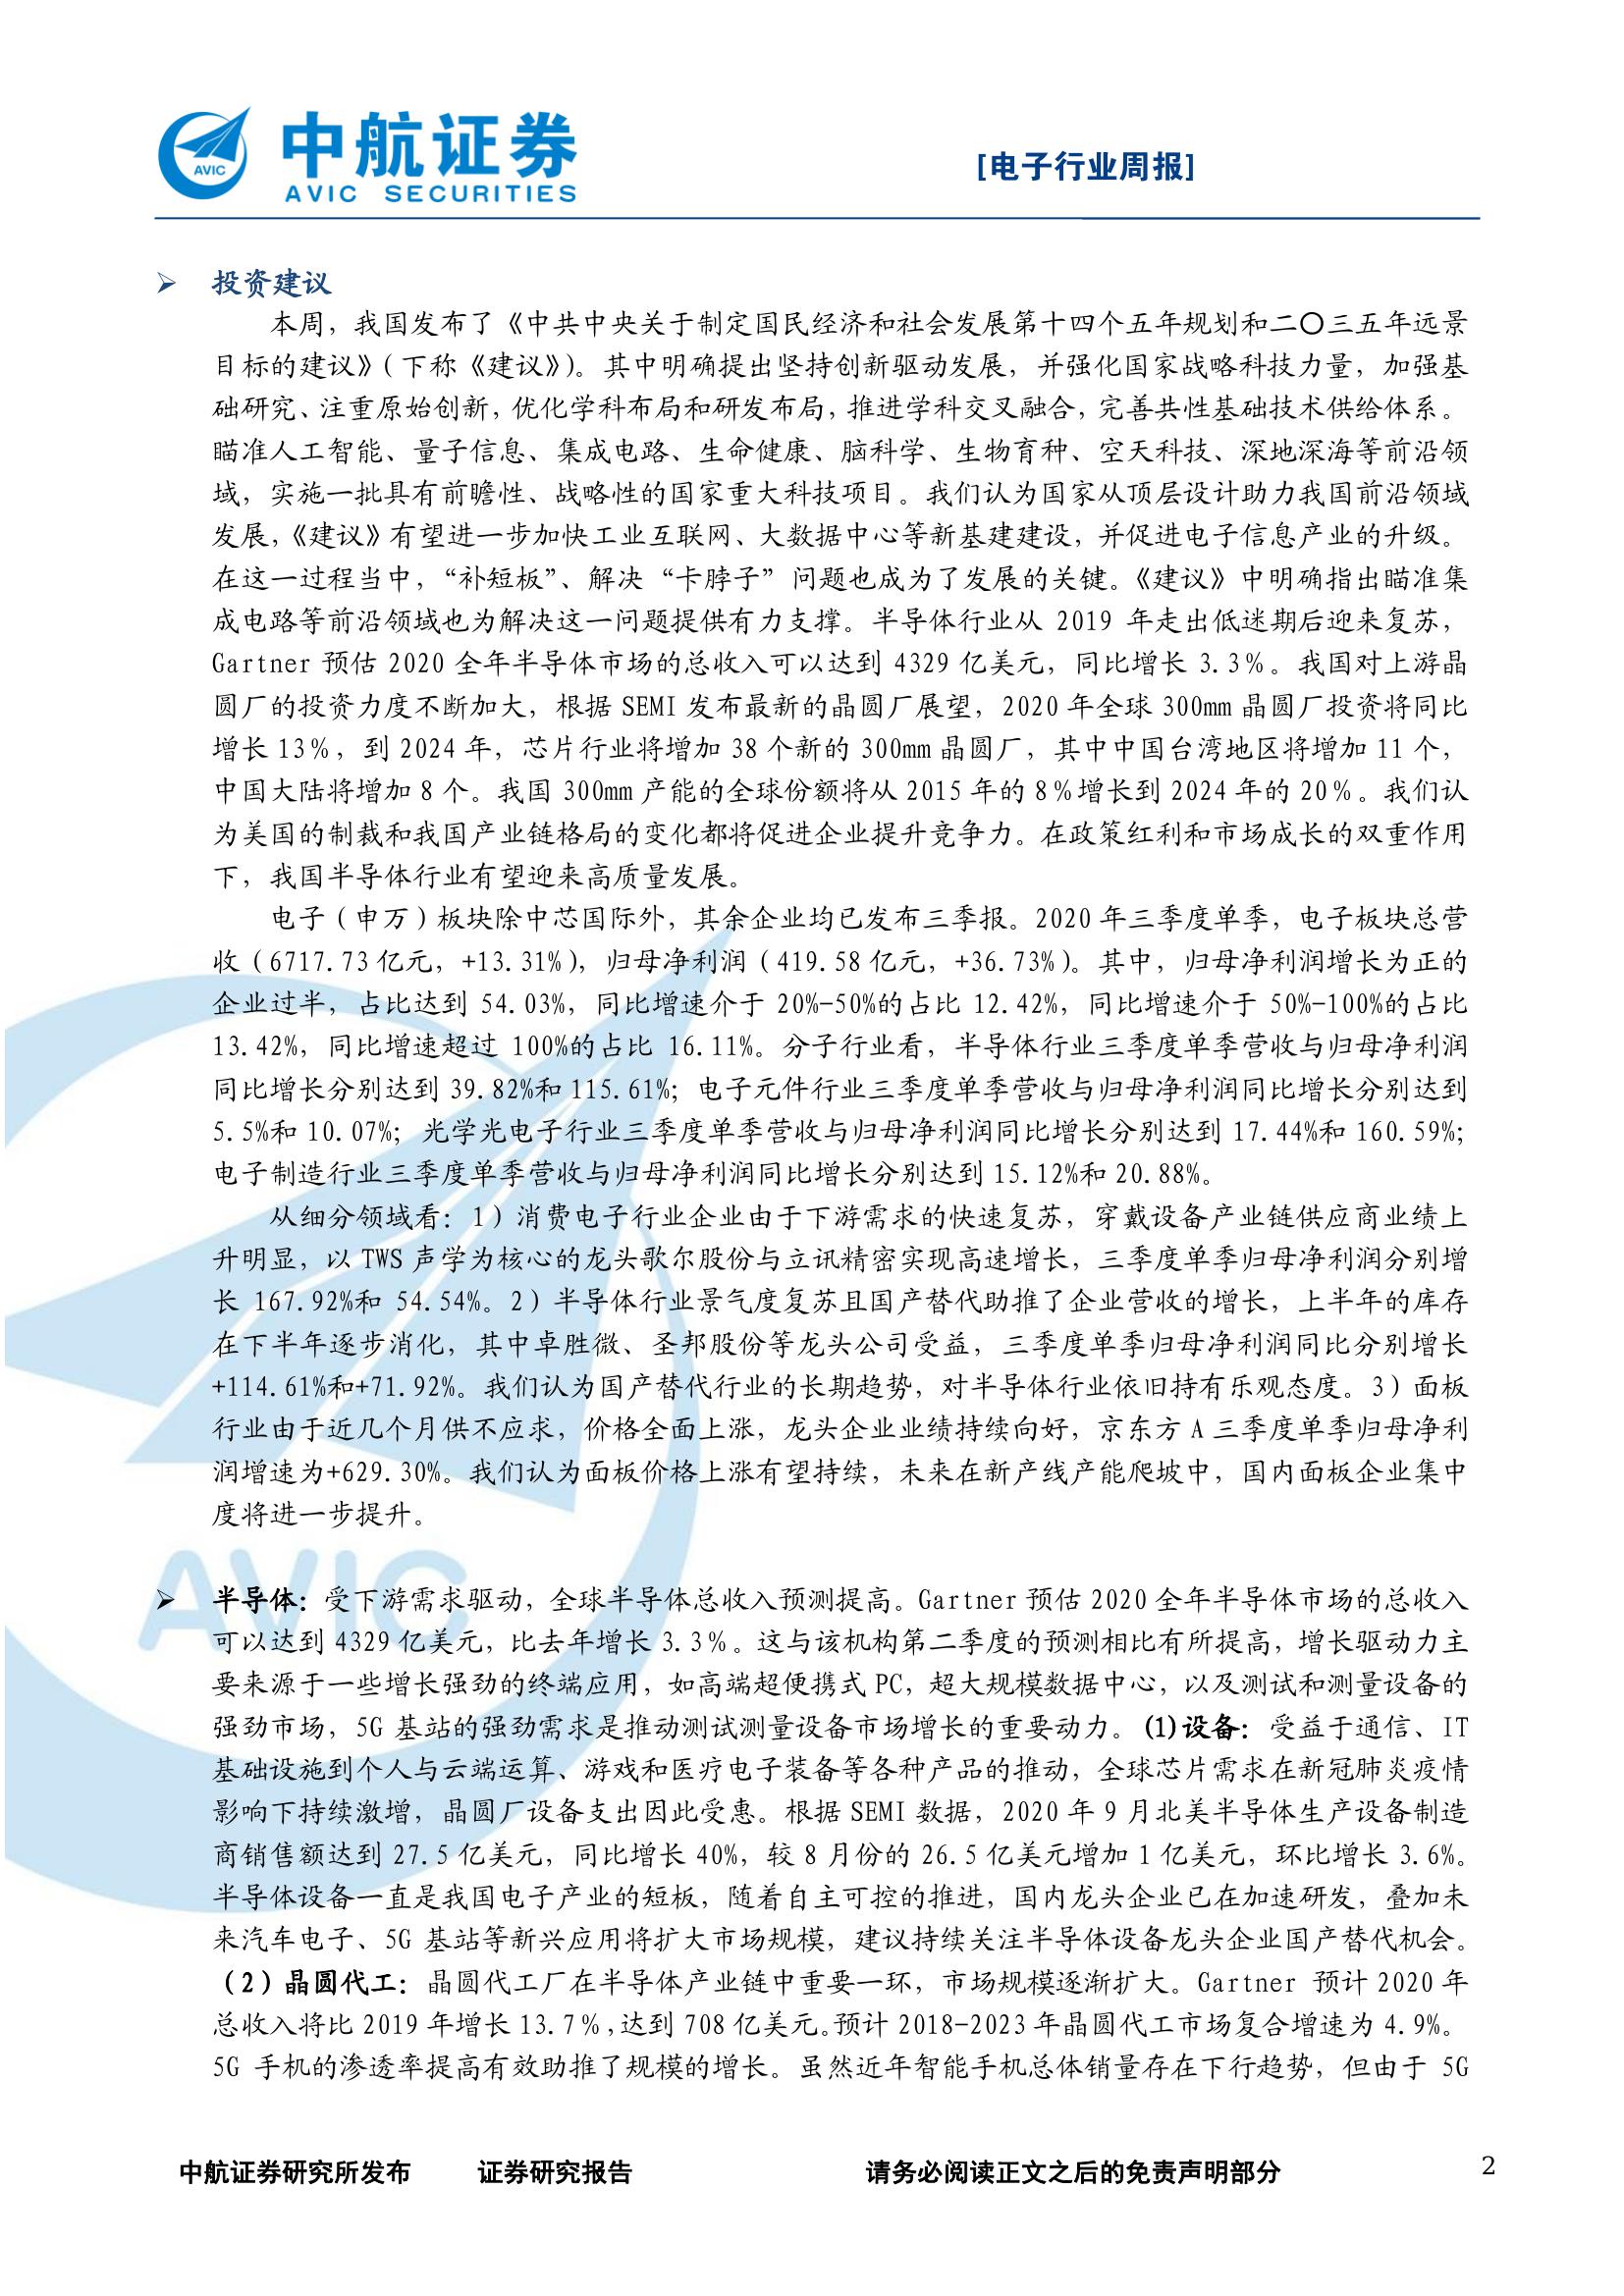 中航证券
AVIC SECURITIES
AVIC
[电子行业周报]
➢ 投资建议
本周，我国发布了《中共中央关于制定国民经济和社会发展第十四个五年规划和二〇三五年远景
目标的建议》（下称《建议》）。其中明确提出坚持创新驱动发展，并强化国家战略科技力量，加强基
础研究、注重原始创新，优化学科布局和研发布局，推进学科交叉融合，完善共性基础技术供给体系。
瞄准人工智能、量子信息、集成电路、生命健康、脑科学、生物育种、空天科技、深地深海等前沿领
域，实施一批具有前瞻性、战略性的国家重大科技项目。我们认为国家从顶层设计助力我国前沿领域
发展，《建议》有望进一步加快工业互联网、大数据中心等新基建建设，并促进电子信息产业的升级。
在这一过程当中，“补短板”、解决“卡脖子”问题也成为了发展的关键。《建议》中明确指出瞄准集
成电路等前沿领域也为解决这一问题提供有力支撑。半导体行业从 2019 年走出低迷期后迎来复苏，
Gartner 预估 2020 全年半导体市场的总收入可以达到 4329 亿美元，同比增长 3.3%。我国对上游晶
圆厂的投资力度不断加大，根据 SEMI 发布最新的晶圆厂展望，2020 年全球 300mm 晶圆厂投资将同比
增长 13%，到 2024 年，芯片行业将增加 38 个新的 300mm 晶圆厂，其中中国台湾地区将增加 11 个，
中国大陆将增加 8 个。我国 300mm 产能的全球份额将从 2015 年的 8%增长到 2024 年的 20%。我们认
为美国的制裁和我国产业链格局的变化都将促进企业提升竞争力。在政策红利和市场成长的双重作用
下，我国半导体行业有望迎来高质量发展。
电子（申万）板块除中芯国际外，其余企业均已发布三季报。2020 年三季度单季，电子板块总营
收（6717.73 亿元，+13.31%），归母净利润（419.58 亿元，+36.73%）。其中，归母净利润增长为正的
企业过半，占比达到 54.03%，同比增速介于 20%-50%的占比 12.42%，同比增速介于 50%-100%的占比
13.42%，同比增速超过 100%的占比 16.11%。分子行业看，半导体行业三季度单季营收与归母净利润
同比增长分别达到 39.82%和 115.61%；电子元件行业三季度单季营收与归母净利润同比增长分别达到
5.5%和 10.07%；光学光电子行业三季度单季营收与归母净利润同比增长分别达到 17.44%和 160.59%；
电子制造行业三季度单季营收与归母净利润同比增长分别达到 15.12%和 20.88%。
从细分领域看：1）消费电子行业企业由于下游需求的快速复苏，穿戴设备产业链供应商业绩上
升明显，以 TWS 声学为核心的龙头歌尔股份与立讯精密实现高速增长，三季度单季归母净利润分别增
长 167.92%和 54.54%。2）半导体行业景气度复苏且国产替代助推了企业营收的增长，上半年的库存
在下半年逐步消化，其中卓胜微、圣邦股份等龙头公司受益，三季度单季归母净利润同比分别增长
+114.61%和+71.92%。我们认为国产替代行业的长期趋势，对半导体行业依旧持有乐观态度。3）面板
行业由于近几个月供不应求，价格全面上涨，龙头企业业绩持续向好，京东方 A 三季度单季归母净利
润增速为+629.30%。我们认为面板价格上涨有望持续，未来在新产线产能爬坡中，国内面板企业集中
度将进一步提升。
AVIC
➢ 半导体：受下游需求驱动，全球半导体总收入预测提高。Gartner 预估 2020 全年半导体市场的总收入
可以达到 4329 亿美元，比去年增长 3.3%。这与该机构第二季度的预测相比有所提高，增长驱动力主
要来源于一些增长强劲的终端应用，如高端超便携式 PC，超大规模数据中心，以及测试和测量设备的
强劲市场，5G 基站的强劲需求是推动测试测量设备市场增长的重要动力。(1)设备：受益于通信、IT
基础设施到个人与云端运算、游戏和医疗电子装备等各种产品的推动，全球芯片需求在新冠肺炎疫情
影响下持续激增，晶圆厂设备支出因此受惠。根据 SEMI 数据，2020 年 9 月北美半导体生产设备制造
商销售额达到 27.5 亿美元，同比增长 40%，较 8 月份的 26.5 亿美元增加 1 亿美元，环比增长 3.6%。
半导体设备一直是我国电子产业的短板，随着自主可控的推进，国内龙头企业已在加速研发，叠加未
来汽车电子、5G 基站等新兴应用将扩大市场规模，建议持续关注半导体设备龙头企业国产替代机会。
（2）晶圆代工：晶圆代工厂在半导体产业链中重要一环，市场规模逐渐扩大。Gartner 预计 2020 年
总收入将比 2019 年增长 13.7%,达到 708 亿美元。预计 2018-2023 年晶圆代工市场复合增速为 4.9%。
5G 手机的渗透率提高有效助推了规模的增长。虽然近年智能手机总体销量存在下行趋势，但由于 5G
中航证券研究所发布 证券研究报告 请务必阅读正文之后的免责声明部分 2